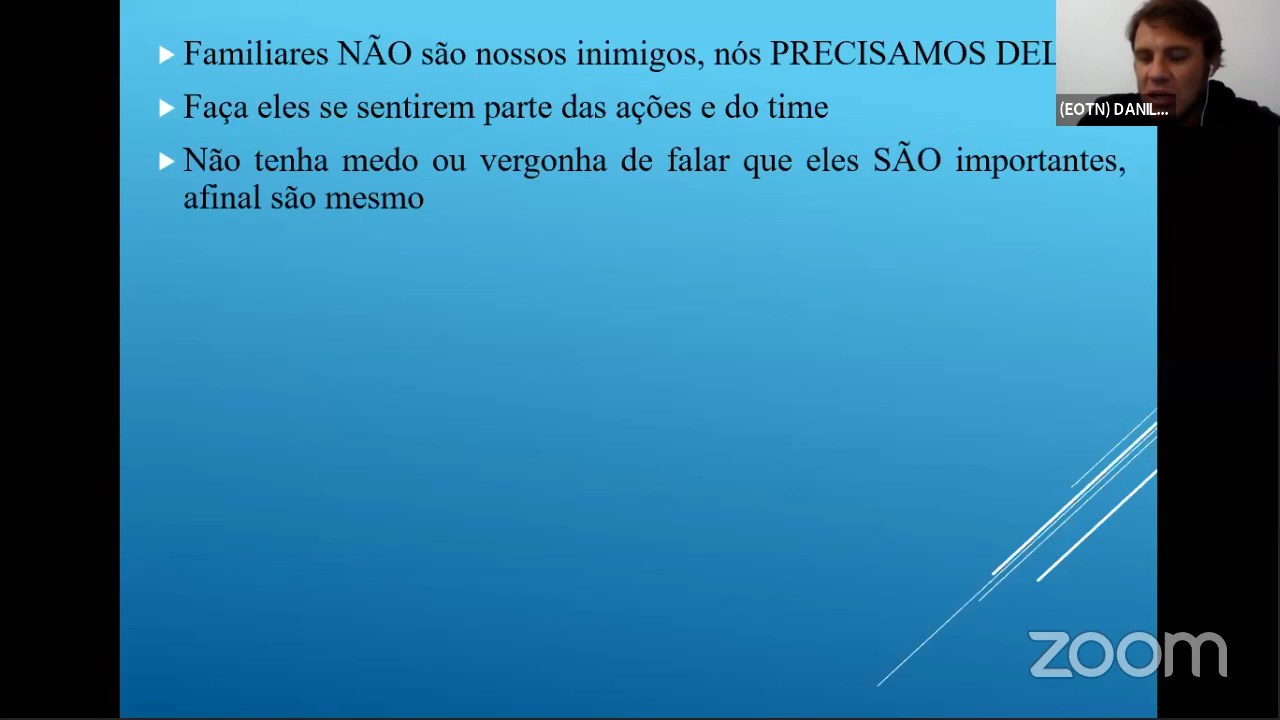 Familiares NÃO são nossos inimigos, nós PRECISAMOS
Faça eles se sentirem parte das ações e do time
Não tenha medo ou vergonha de falar que eles SÃO importantes,
afinal são mesmo
(EOTN) DANIL...
zoom